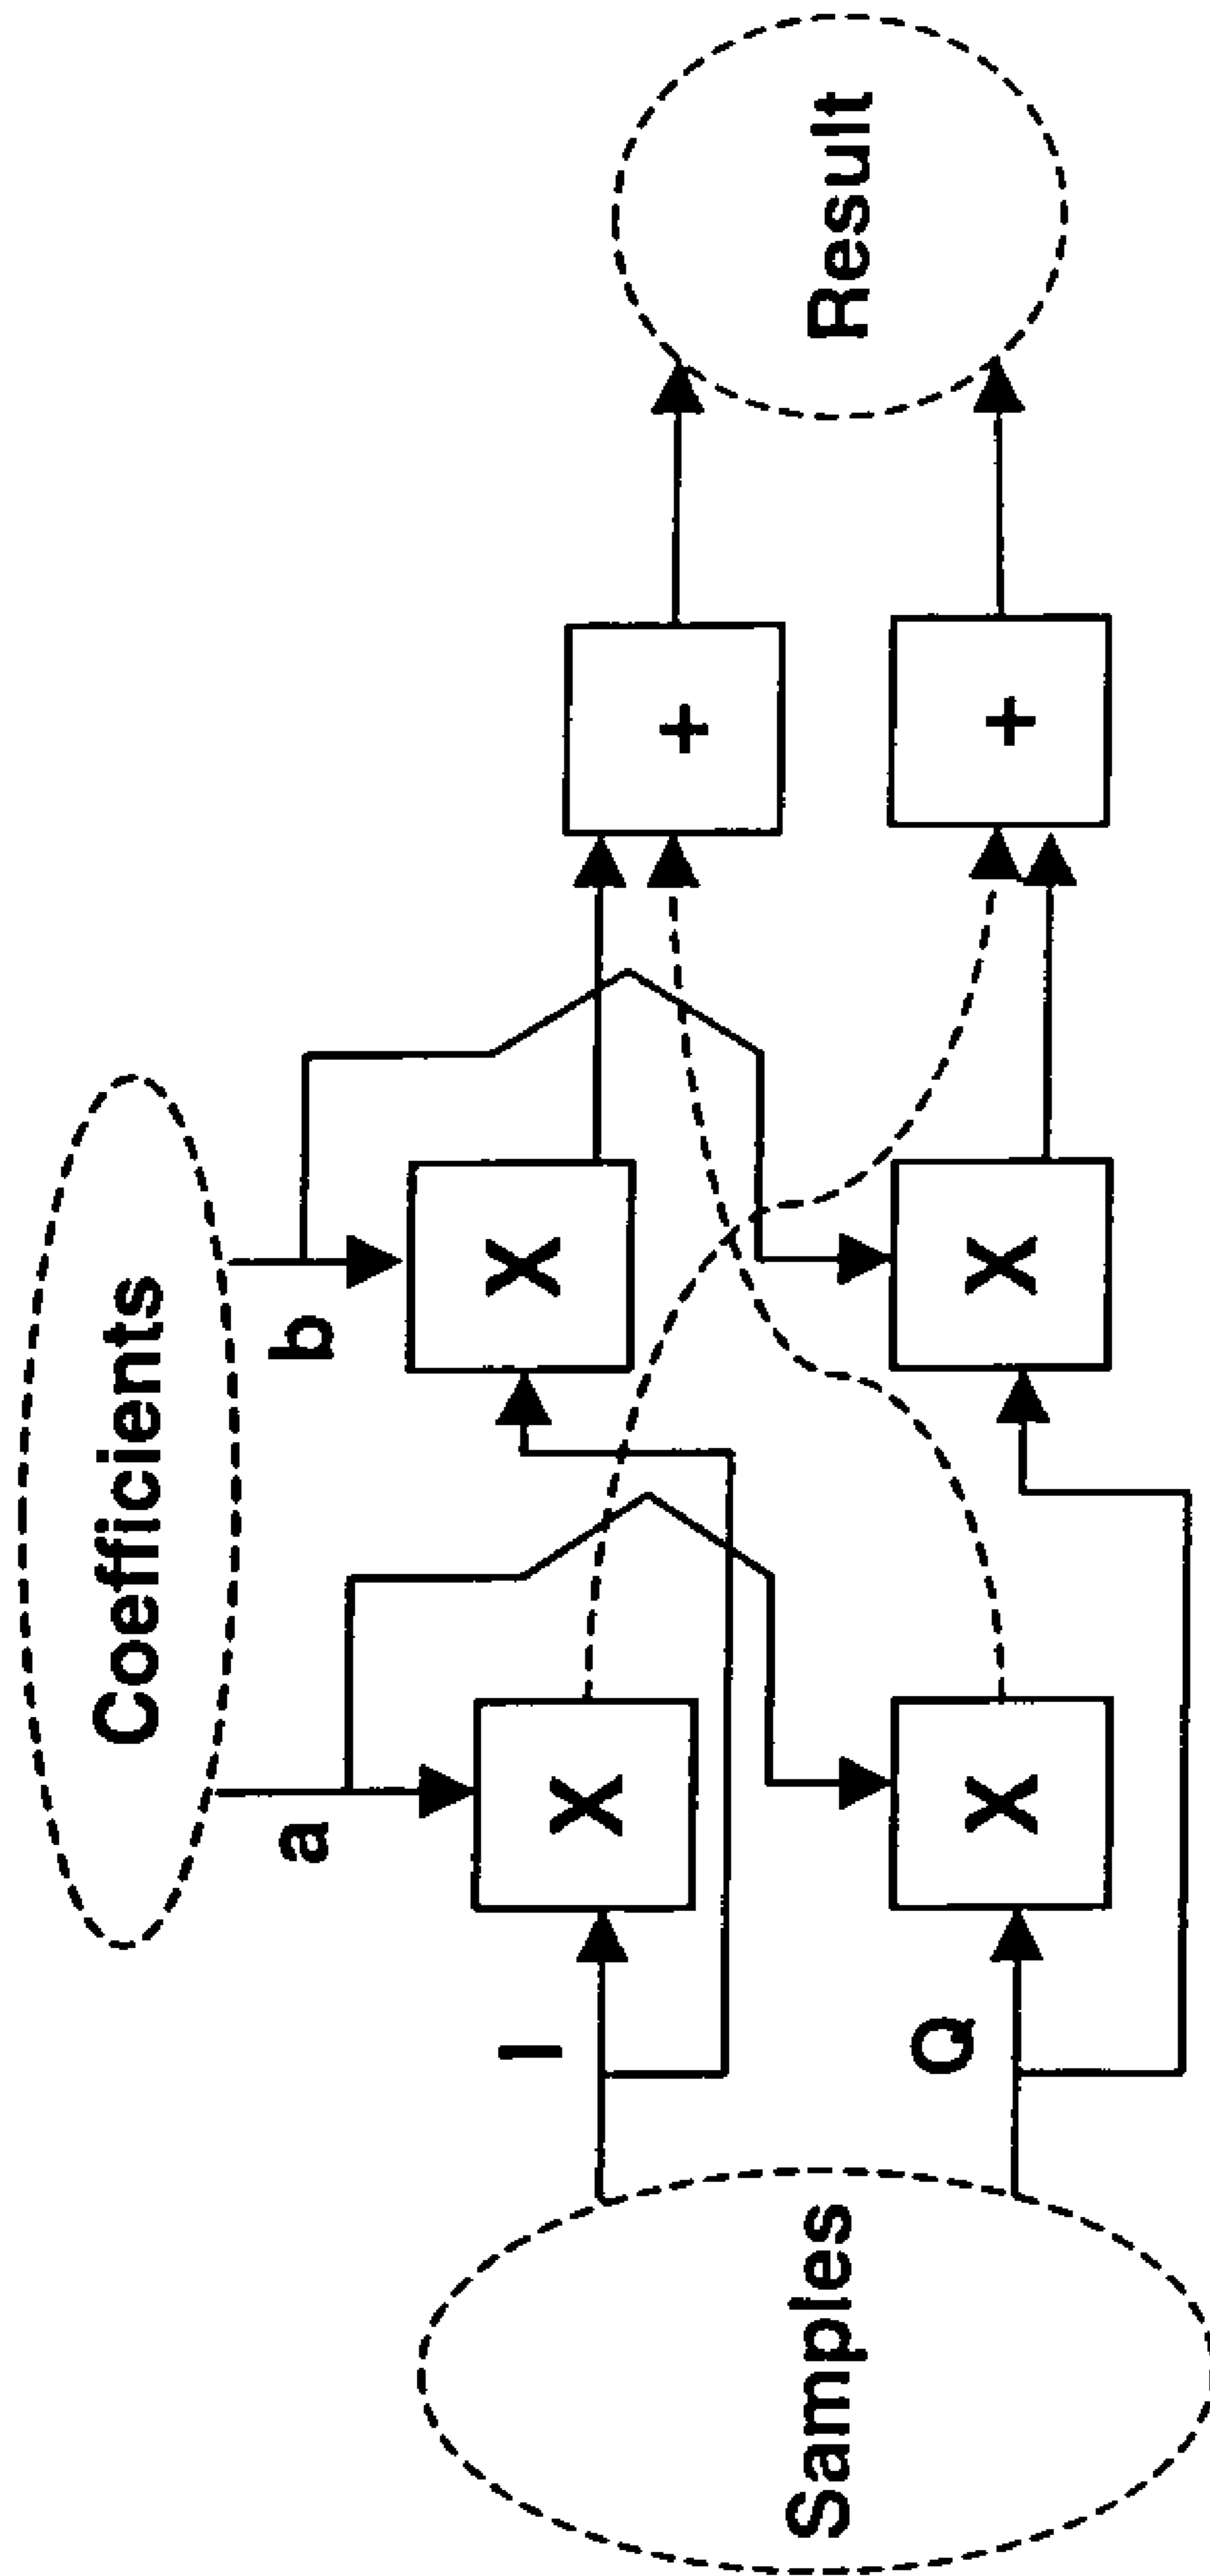 Coefficients
a
b
I
X
X
+
Samples
Result
Q
X
X
+